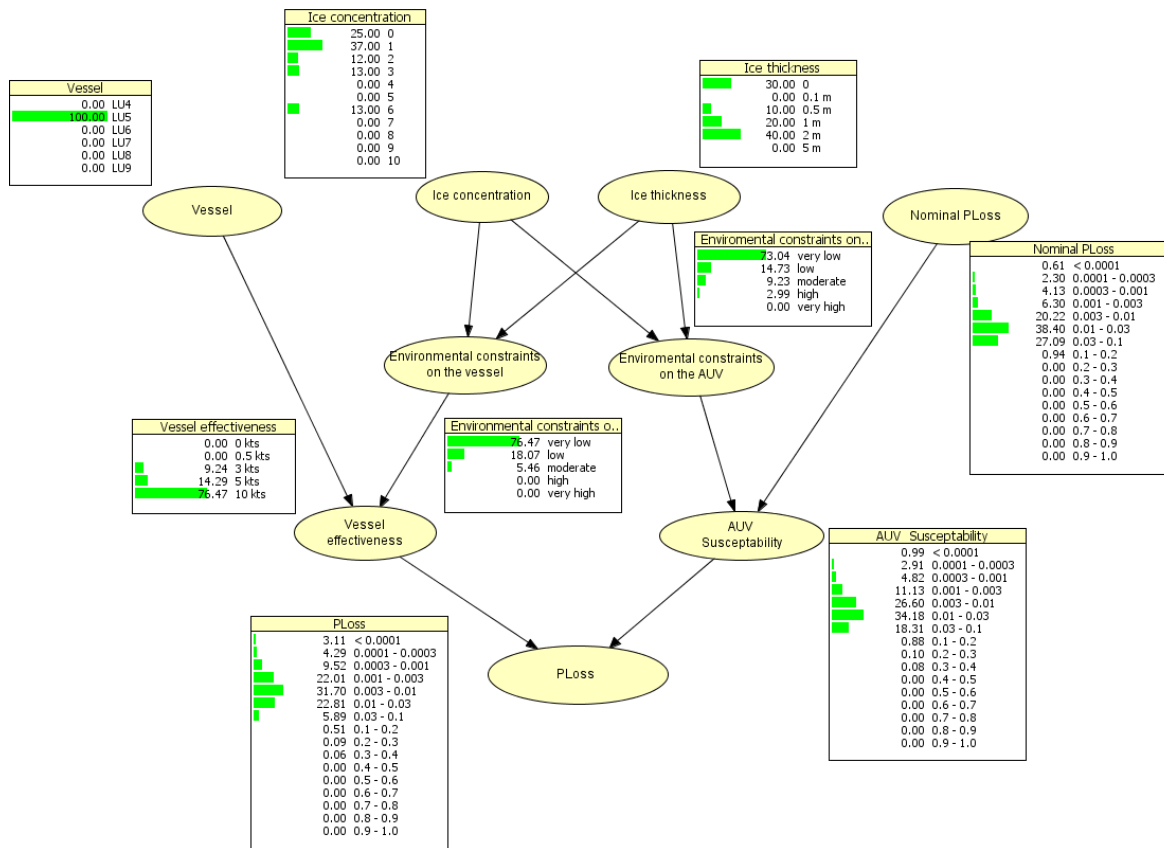 Ice concentration
25.00 0
37.00 1
12.00 2
13.00 3
0.00 4
0.00 5
13.00 6
0.00 7
0.00 8
0.00 9
0.00 10
Ice thickness
30.00 0
0.00 0.1 m
10.00 0.5 m
20.00 1 m
40.00 2 m
0.00 5 m
Vessel
0.00 LU4
100.00 LU5
0.00 LU6
0.00 LU7
0.00 LU8
0.00 LU9
Vessel
Ice concentration
Ice thickness
Nominal PLoss
Enviromental constraints on..
73.04 very low
14.73 low
9.23 moderate
2.99 high
0.00 very high
Nominal PLoss
0.61 < 0.0001
2.30 0.0001 - 0.0003
4.13 0.0003 - 0.001
6.30 0.001 - 0.003
20.22 0.003 - 0.01
38.40 0.01 - 0.03
27.09 0.03 - 0.1
0.94 0.1 - 0.2
0.00 0.2 - 0.3
0.00 0.3 - 0.4
0.00 0.4 - 0.5
0.00 0.5 - 0.6
0.00 0.6 - 0.7
0.00 0.7 - 0.8
0.00 0.8 - 0.9
0.00 0.9 - 1.0
Environmental constraints
on the vessel
Enviromental constraints
on the AUV
Vessel effectiveness
0.00 0 kts
0.00 0.5 kts
9.24 3 kts
14.29 5 kts
76.47 10 kts
Environmental constraints o..
76.47 very low
18.07 low
5.46 moderate
0.00 high
0.00 very high
Vessel
effectiveness
AUV
Susceptability
AUV Susceptability
0.99 < 0.0001
2.91 0.0001 - 0.0003
4.82 0.0003 - 0.001
11.13 0.001 - 0.003
26.60 0.003 - 0.01
34.18 0.01 - 0.03
18.31 0.03 - 0.1
0.88 0.1 - 0.2
0.10 0.2 - 0.3
0.08 0.3 - 0.4
0.00 0.4 - 0.5
0.00 0.5 - 0.6
0.00 0.6 - 0.7
0.00 0.7 - 0.8
0.00 0.8 - 0.9
0.00 0.9 - 1.0
PLoss
3.11 < 0.0001
4.29 0.0001 - 0.0003
9.52 0.0003 - 0.001
22.01 0.001 - 0.003
31.70 0.003 - 0.01
22.81 0.01 - 0.03
5.89 0.03 - 0.1
0.51 0.1 - 0.2
0.09 0.2 - 0.3
0.06 0.3 - 0.4
0.00 0.4 - 0.5
0.00 0.5 - 0.6
0.00 0.6 - 0.7
0.00 0.7 - 0.8
0.00 0.8 - 0.9
0.00 0.9 - 1.0
PLoss